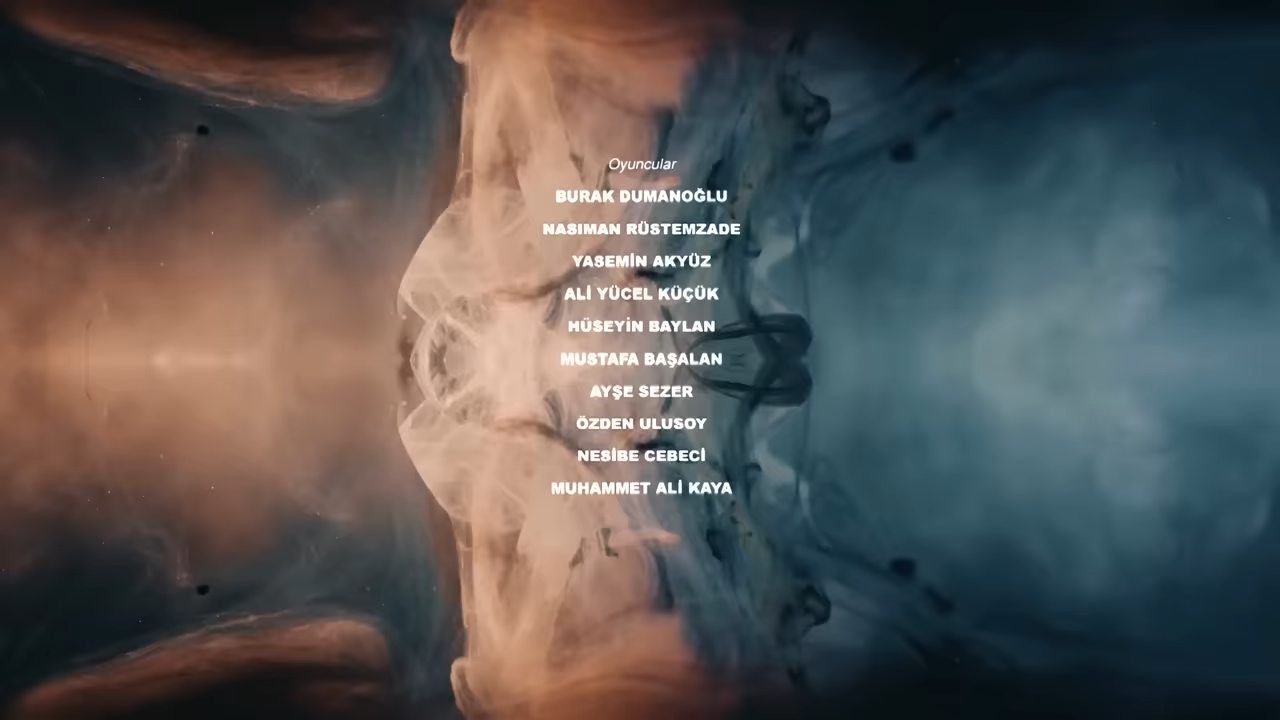 Oyuncular
BURAK DUMANOĞLU
NASIMAN RÜSTEMZADE
YASEMİN AKYÜZ
ALİ YÜCEL KÜÇÜK
HÜSEYİN BAYLAN
MUSTAFA BAŞALAN
AYŞE SEZER
ÖZDEN ULUSOY
NESİBE CEBECİ
MUHAMMET ALİ KAYA